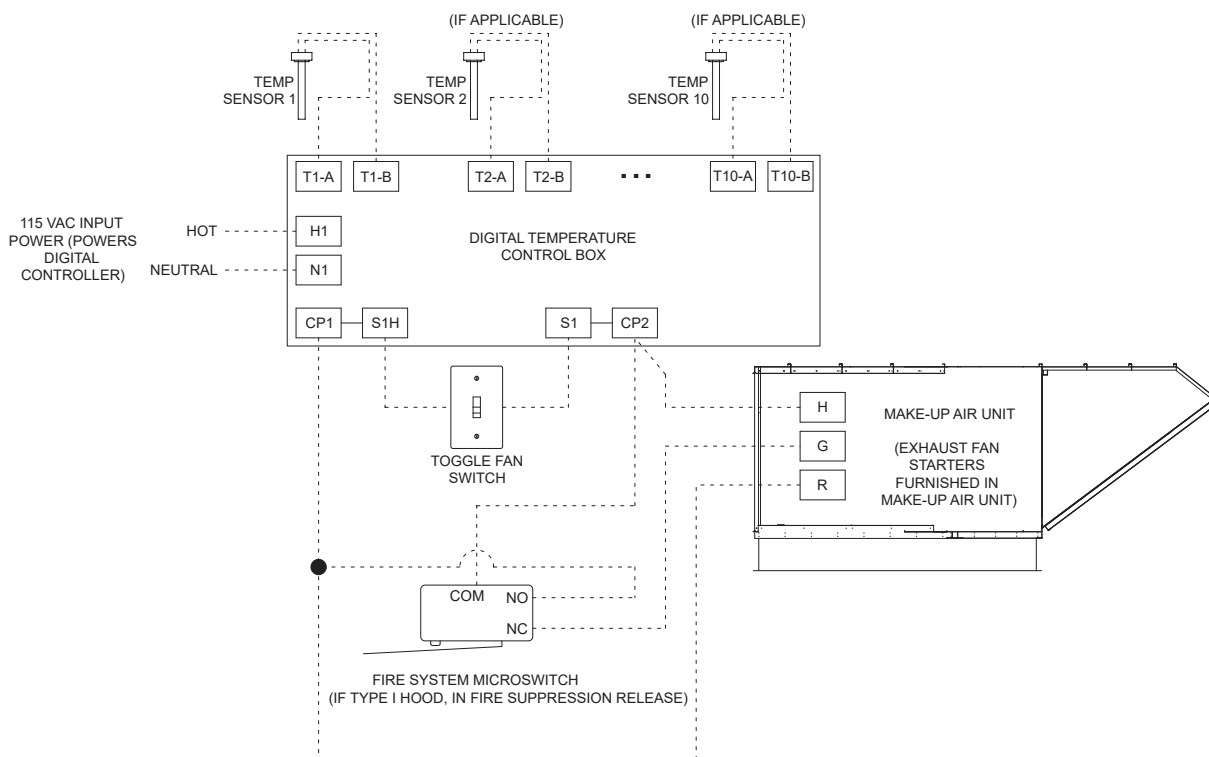 (IF APPLICABLE)
(IF APPLICABLE)
TEMP
SENSOR 1
TEMP
SENSOR 2
TEMP
SENSOR 10
T1-A
T1-B
T2-A
T2-B
...
T10-A
T10-B
115 VAC INPUT
POWER (POWERS
DIGITAL
CONTROLLER)
HOT
H1
NEUTRAL
N1
DIGITAL TEMPERATURE
CONTROL BOX
CP1
S1H
S1
CP2
TOGGLE FAN
SWITCH
H
G
R
MAKE-UP AIR UNIT
(EXHAUST FAN
STARTERS
FURNISHED IN
MAKE-UP AIR UNIT)
COM
NO
NC
FIRE SYSTEM MICROSWITCH
(IF TYPE I HOOD, IN FIRE SUPPRESSION RELEASE)